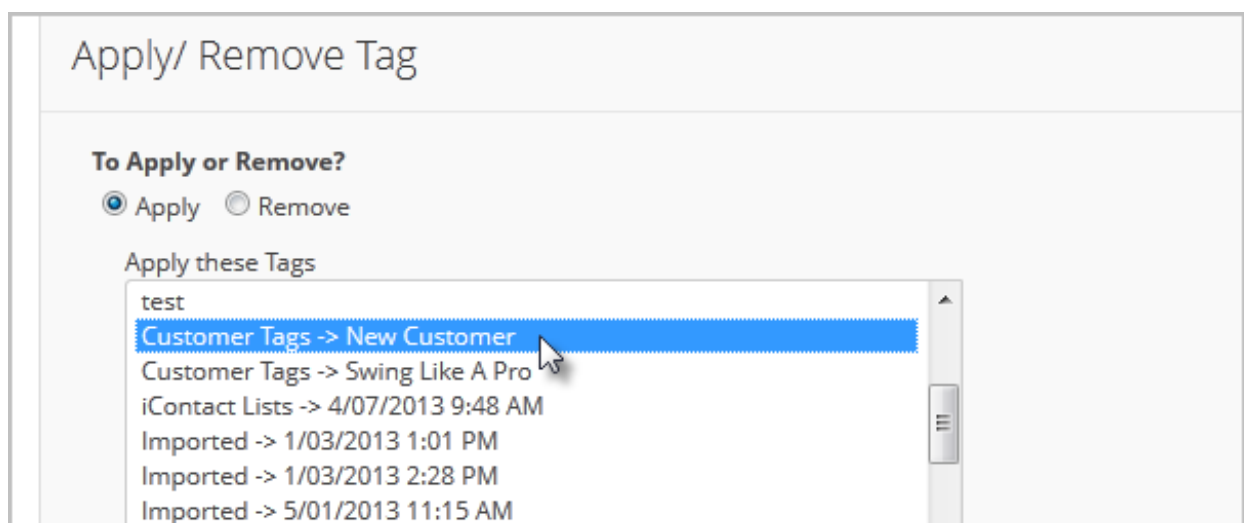 Apply/ Remove Tag
To Apply or Remove?
Apply Remove
Apply these Tags
test
Customer Tags -> New Customer
Customer Tags -> Swing Like A Pro
iContact Lists -> 4/07/2013 9:48 AM
Imported -> 1/03/2013 1:01 PM
Imported -> 1/03/2013 2:28 PM
Imported -> 5/01/2013 11:15 AM